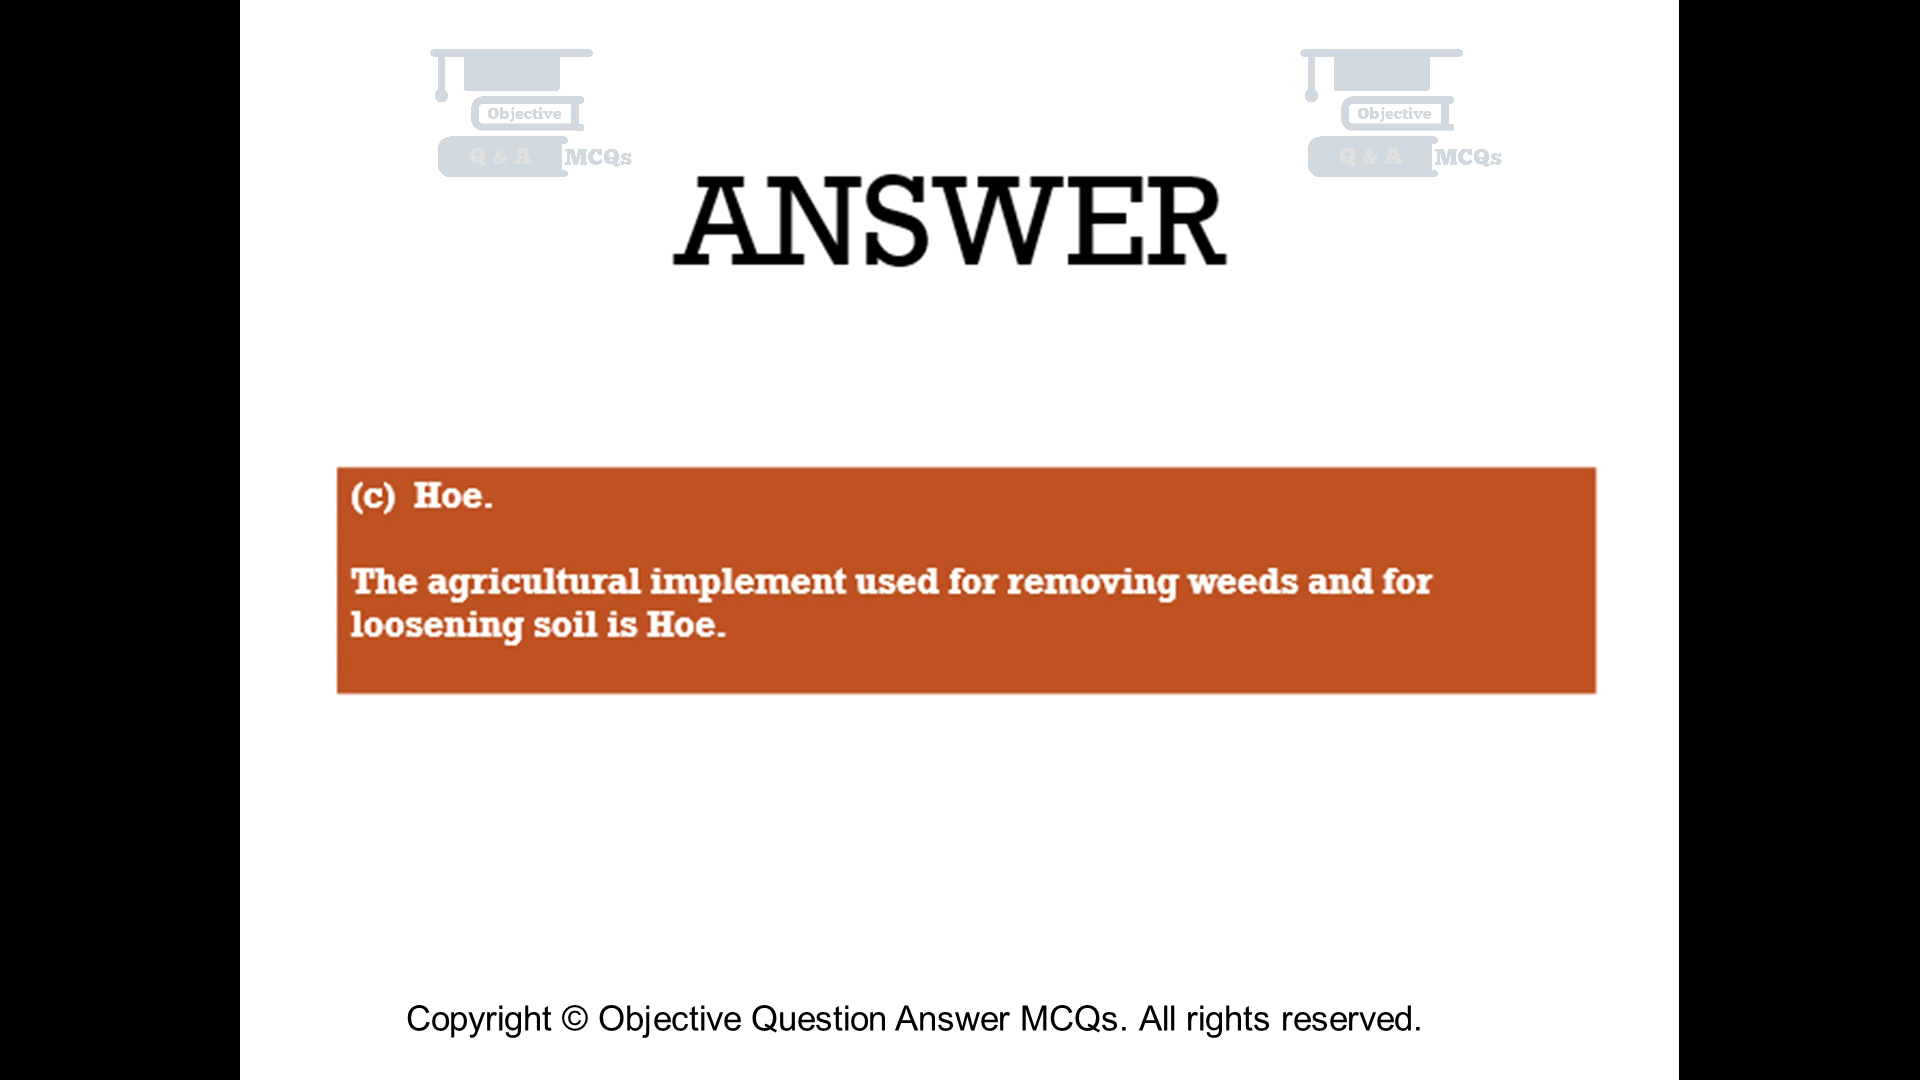 Objective
Q & A MCQs
Objective
Q & A MCQs
ANSWER
(c) Hoe.
The agricultural implement used for removing weeds and for
loosening soil is Hoe.
Copyright © Objective Question Answer MCQs. All rights reserved.